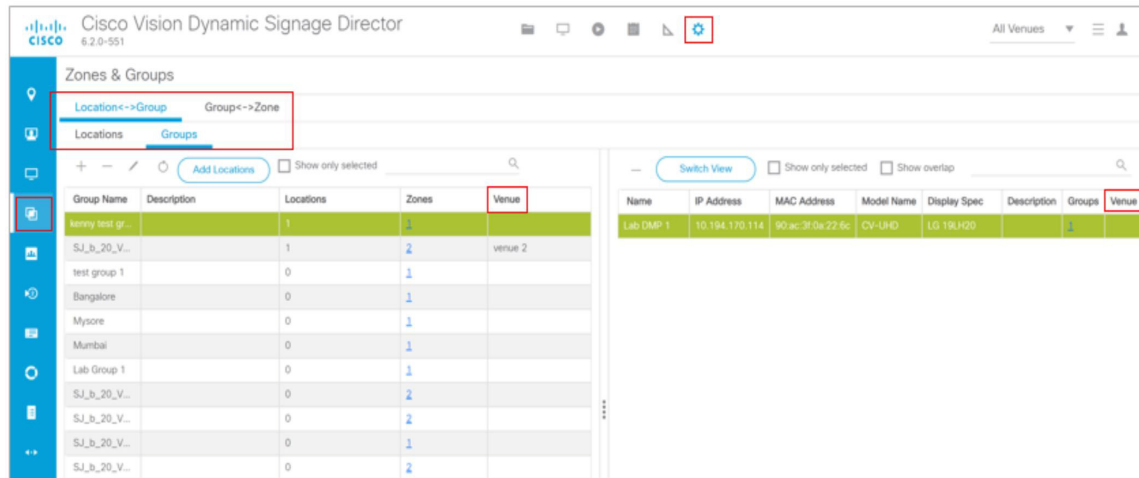 Cisco Vision Dynamic Signage Director
CISCO 6.2.0-551
All Venues
Zones & Groups
Location<->Group Group<->Zone
Locations Groups
Add Locations Show only selected
Switch View Show only selected Show overlap
Group Name Description Locations Zones Venue
kenny test gr... 1 1
SJ_b_20_V... 1 2 venue 2
test group 1 0 1
Bangalore 0 1
Mysore 0 1
Mumbai 0 1
Lab Group 1 0 1
SJ_b_20_V... 0 2
SJ_b_20_V... 0 2
SJ_b_20_V... 0 1
SJ_b_20_V... 0 2
Name IP Address MAC Address Model Name Display Spec Description Groups Venue
Lab DMP 1 10.194.170.114 90:ac:3f:0a:22:6c CV-UHD LG 19LH20 1